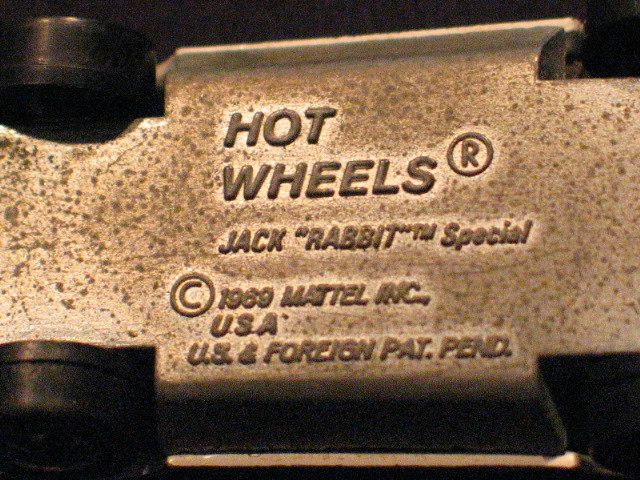 HOT
WHEELS®
JACK "RABBIT"™ Special
© 1969 MATTEL INC.,
U.S.A
U.S. & FOREIGN PAT. PEND.